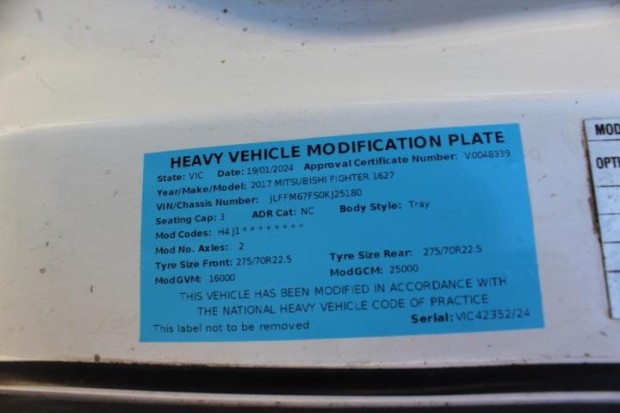 HEAVY VEHICLE MODIFICATION PLATE
State: VIC Date: 19/01/2024 Approval Certificate Number: V0048339
Year/Make/Model: 2017 MITSUBISHI FIGHTER 1627
VIN/Chassis Number: JLFFM67FS0KJ25180
Seating Cap: 3 ADR Cat: NC Body Style: Tray
Mod Codes: H4 J1 * * * * * * * *
Mod No. Axles: 2
Tyre Size Front: 275/70R22.5 Tyre Size Rear: 275/70R22.5
ModGVM: 16000 ModGCM: 25000
THIS VEHICLE HAS BEEN MODIFIED IN ACCORDANCE WITH
THE NATIONAL HEAVY VEHICLE CODE OF PRACTICE
This label not to be removed Serial: VIC42352/24
MOD
OPT